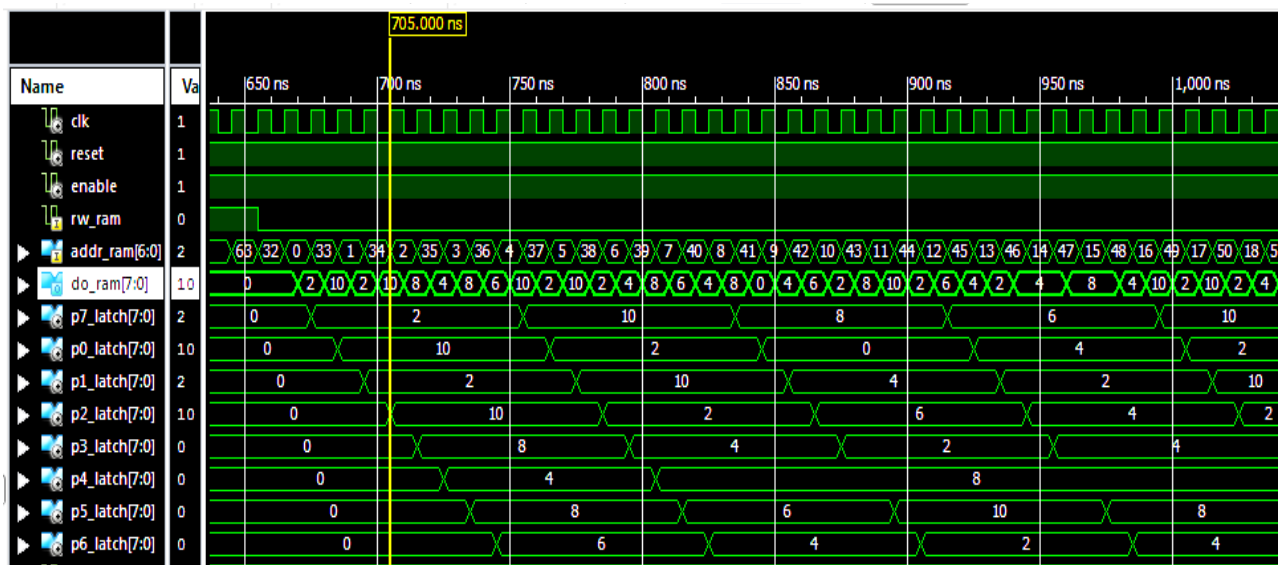 705.000 ns
Name Va 650 ns 700 ns 750 ns 800 ns 850 ns 900 ns 950 ns 1,000 ns
clk 1
reset 1
enable 1
rw_ram 0
addr_ram[6:0] 2 63 32 0 33 1 34 2 35 3 36 4 37 5 38 6 39 7 40 8 41 9 42 10 43 11 44 12 45 13 46 14 47 15 48 16 49 17 50 18 5
do_ram[7:0] 10 0 2 10 2 10 8 4 8 6 10 2 10 2 4 8 6 4 8 0 4 6 2 8 10 2 6 4 2 4 8 4 10 2 10 2 4
p7_latch[7:0] 2 0 2 10 8 6 10
p0_latch[7:0] 10 0 10 2 0 4 2
p1_latch[7:0] 2 0 2 10 4 2 10
p2_latch[7:0] 10 0 10 2 6 4 2
p3_latch[7:0] 0 0 8 4 2 4
p4_latch[7:0] 0 0 4 8
p5_latch[7:0] 0 0 8 6 10 8
p6_latch[7:0] 0 0 6 4 2 4